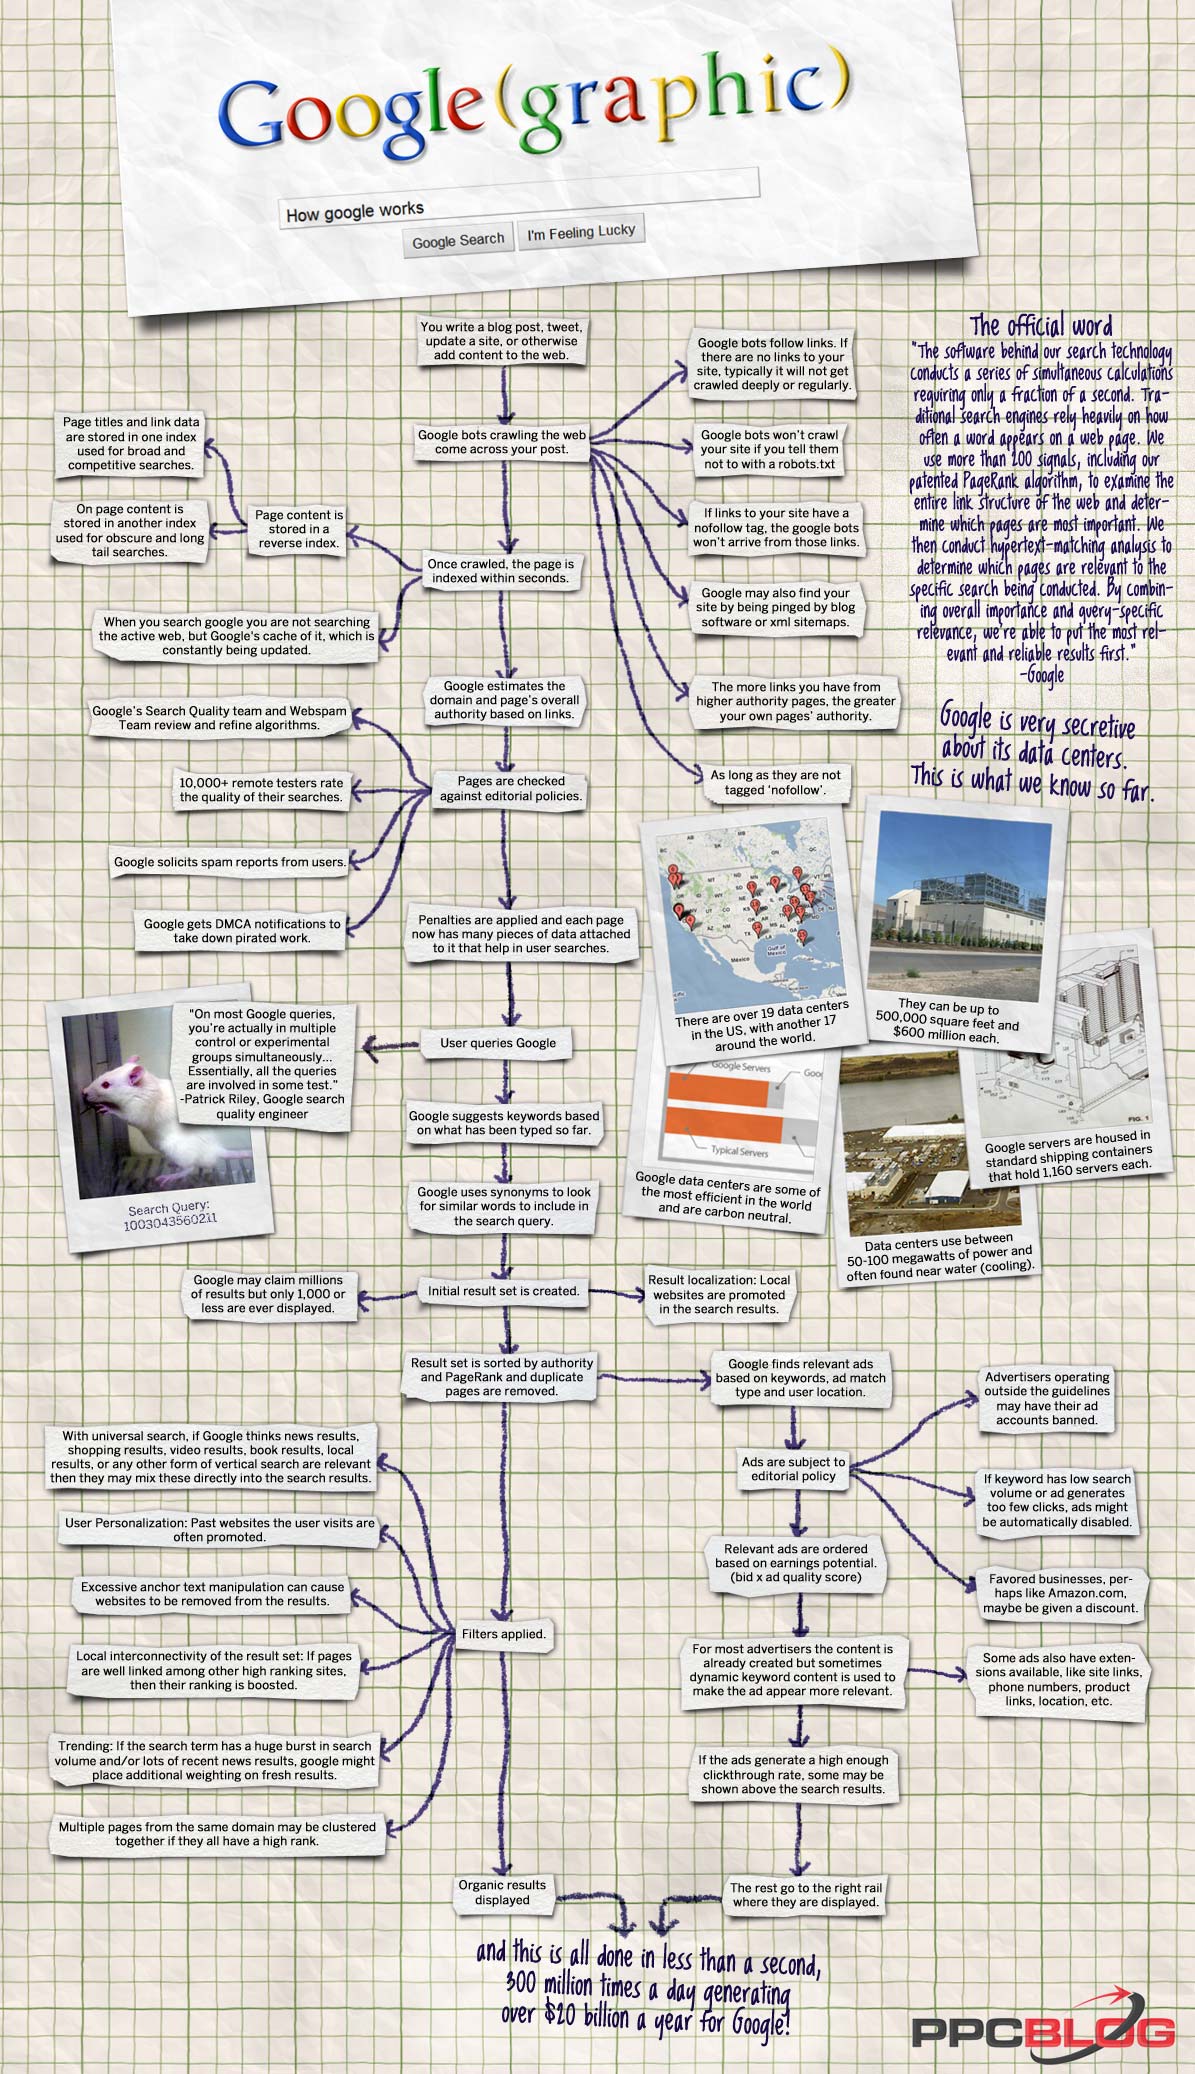 Google(graphic)
How google works
Google Search
I'm Feeling Lucky
You write a blog post, tweet,
update a site, or otherwise
add content to the web.
Google bots crawling the web
come across your post.
Google bots follow links. If
there are no links to your
site, typically it will not get
crawled deeply or regularly.
Google bots won't crawl
your site if you tell them
not to with a robots.txt
If links to your site have a
nofollow tag, the google bots
won't arrive from those links.
Google may also find your
site by being pinged by blog
software or xml sitemaps.
The more links you have from
higher authority pages, the greater
your own pages' authority.
As long as they are not
tagged 'nofollow'.
The official word
"The software behind our search technology
conducts a series of simultaneous calculations
requiring only a fraction of a second. Tra-
ditional search engines rely heavily on how
often a word appears on a web page. We
use more than 200 signals, including our
patented PageRank algorithm, to examine the
entire link structure of the web and deter-
mine which pages are most important. We
then conduct hypertext-matching analysis to
determine which pages are relevant to the
specific search being conducted. By combin-
ing overall importance and query-specific
relevance, we're able to put the most rel-
evant and reliable results first."
-Google
Google is very secretive
about its data centers.
This is what we know so far.
Page titles and link data
are stored in one index
used for broad and
competitive searches.
On page content is
stored in another index
used for obscure and long
tail searches.
Page content is
stored in a
reverse index.
Once crawled, the page is
indexed within seconds.
When you search google you are not searching
the active web, but Google's cache of it, which is
constantly being updated.
Google estimates the
domain and page's overall
authority based on links.
Google's Search Quality team and Webspam
Team review and refine algorithms.
10,000+ remote testers rate
the quality of their searches.
Pages are checked
against editorial policies.
Google solicits spam reports from users.
Google gets DMCA notifications to
take down pirated work.
Penalties are applied and each page
now has many pieces of data attached
to it that help in user searches.
México
Gulf of
Mexico
There are over 19 data centers
in the US, with another 17
around the world.
They can be up to
500,000 square feet and
$600 million each.
Google Servers
Goog
Typical Servers
Google data centers are some of
the most efficient in the world
and are carbon neutral.
FIG. 1
Google servers are housed in
standard shipping containers
that hold 1,160 servers each.
Data centers use between
50-100 megawatts of power and
often found near water (cooling).
User queries Google
"On most Google queries,
you're actually in multiple
control or experimental
groups simultaneously...
Essentially, all the queries
are involved in some test."
-Patrick Riley, Google search
quality engineer
Search Query:
1003043560211
Google suggests keywords based
on what has been typed so far.
Google uses synonyms to look
for similar words to include in
the search query.
Initial result set is created.
Google may claim millions
of results but only 1,000 or
less are ever displayed.
Result localization: Local
websites are promoted
in the search results.
Result set is sorted by authority
and PageRank and duplicate
pages are removed.
Google finds relevant ads
based on keywords, ad match
type and user location.
Ads are subject to
editorial policy
Advertisers operating
outside the guidelines
may have their ad
accounts banned.
If keyword has low search
volume or ad generates
too few clicks, ads might
be automatically disabled.
Favored businesses, per-
haps like Amazon.com,
maybe be given a discount.
Relevant ads are ordered
based on earnings potential.
(bid x ad quality score)
For most advertisers the content is
already created but sometimes
dynamic keyword content is used to
make the ad appear more relevant.
Some ads also have exten-
sions available, like site links,
phone numbers, product
links, location, etc.
If the ads generate a high enough
clickthrough rate, some may be
shown above the search results.
The rest go to the right rail
where they are displayed.
With universal search, if Google thinks news results,
shopping results, video results, book results, local
results, or any other form of vertical search are relevant
then they may mix these directly into the search results.
User Personalization: Past websites the user visits are
often promoted.
Excessive anchor text manipulation can cause
websites to be removed from the results.
Filters applied.
Local interconnectivity of the result set: If pages
are well linked among other high ranking sites,
then their ranking is boosted.
Trending: If the search term has a huge burst in search
volume and/or lots of recent news results, google might
place additional weighting on fresh results.
Multiple pages from the same domain may be clustered
together if they all have a high rank.
Organic results
displayed
and this is all done in less than a second,
300 million times a day generating
over $20 billion a year for Google!
PPCBLOG